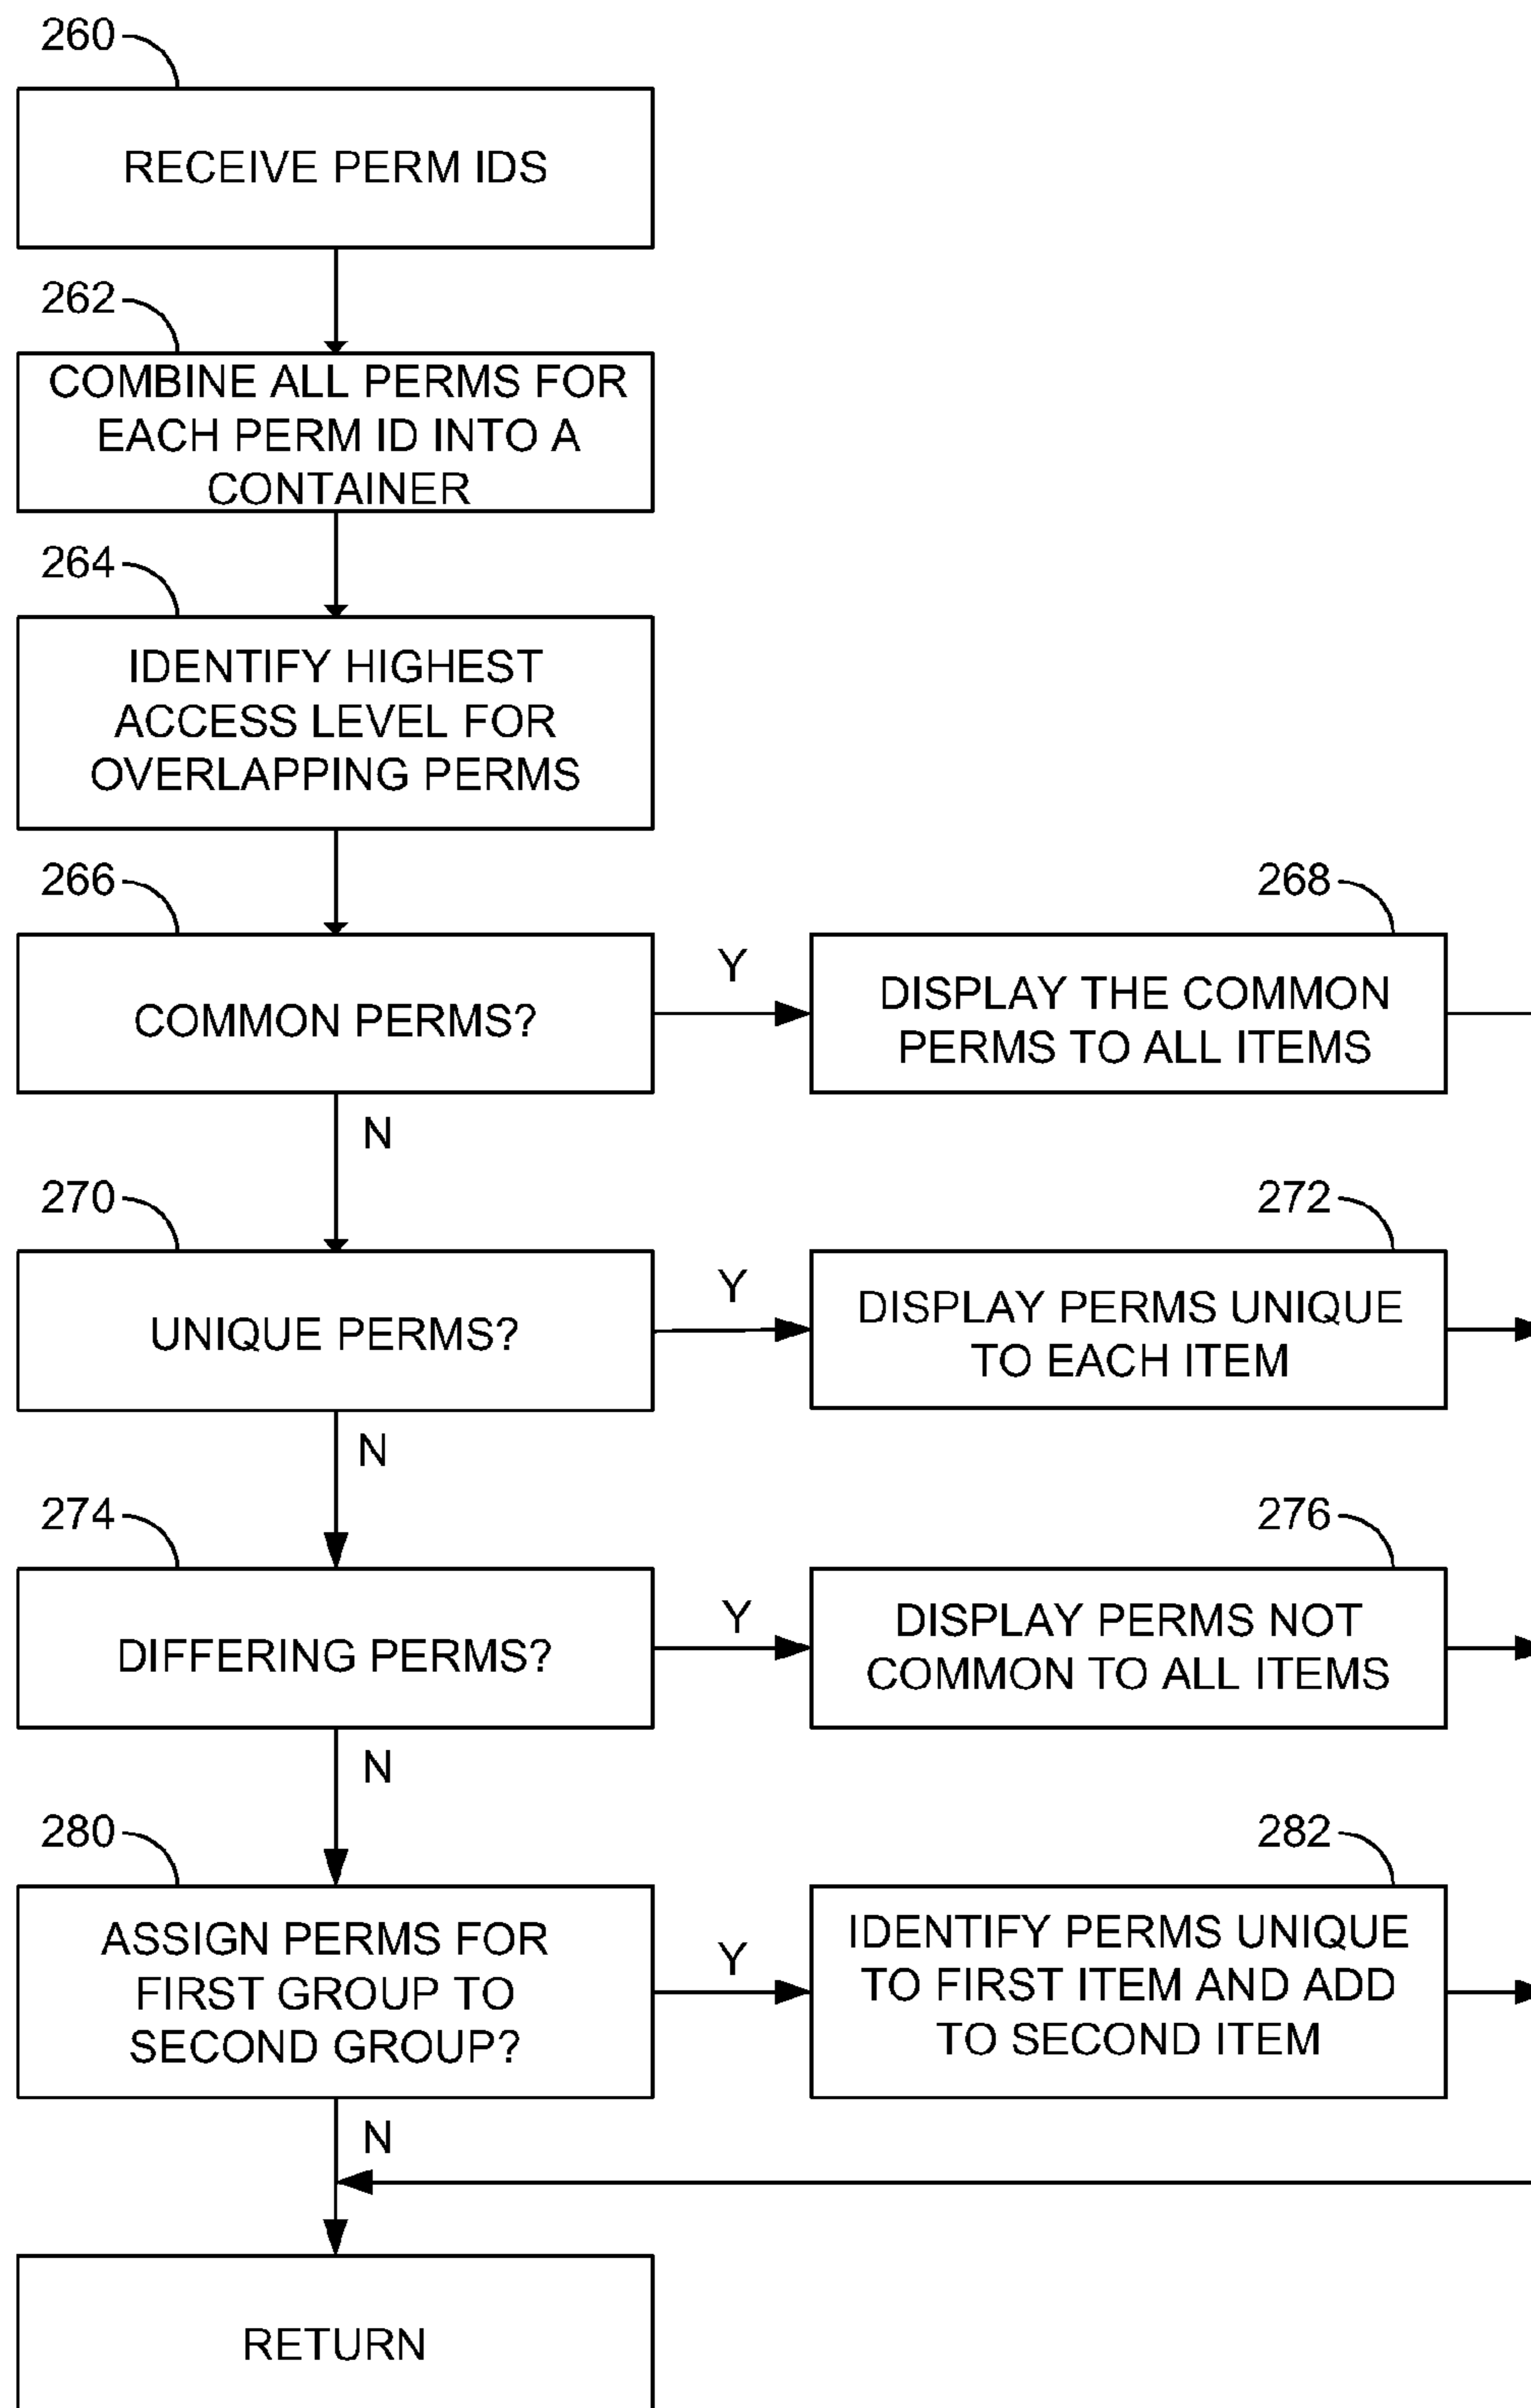 260
RECEIVE PERM IDS
262
COMBINE ALL PERMS FOR
EACH PERM ID INTO A
CONTAINER
264
IDENTIFY HIGHEST
ACCESS LEVEL FOR
OVERLAPPING PERMS
266
COMMON PERMS?
Y
268
DISPLAY THE COMMON
PERMS TO ALL ITEMS
N
270
UNIQUE PERMS?
Y
272
DISPLAY PERMS UNIQUE
TO EACH ITEM
N
274
DIFFERING PERMS?
Y
276
DISPLAY PERMS NOT
COMMON TO ALL ITEMS
N
280
ASSIGN PERMS FOR
FIRST GROUP TO
SECOND GROUP?
Y
282
IDENTIFY PERMS UNIQUE
TO FIRST ITEM AND ADD
TO SECOND ITEM
N
RETURN